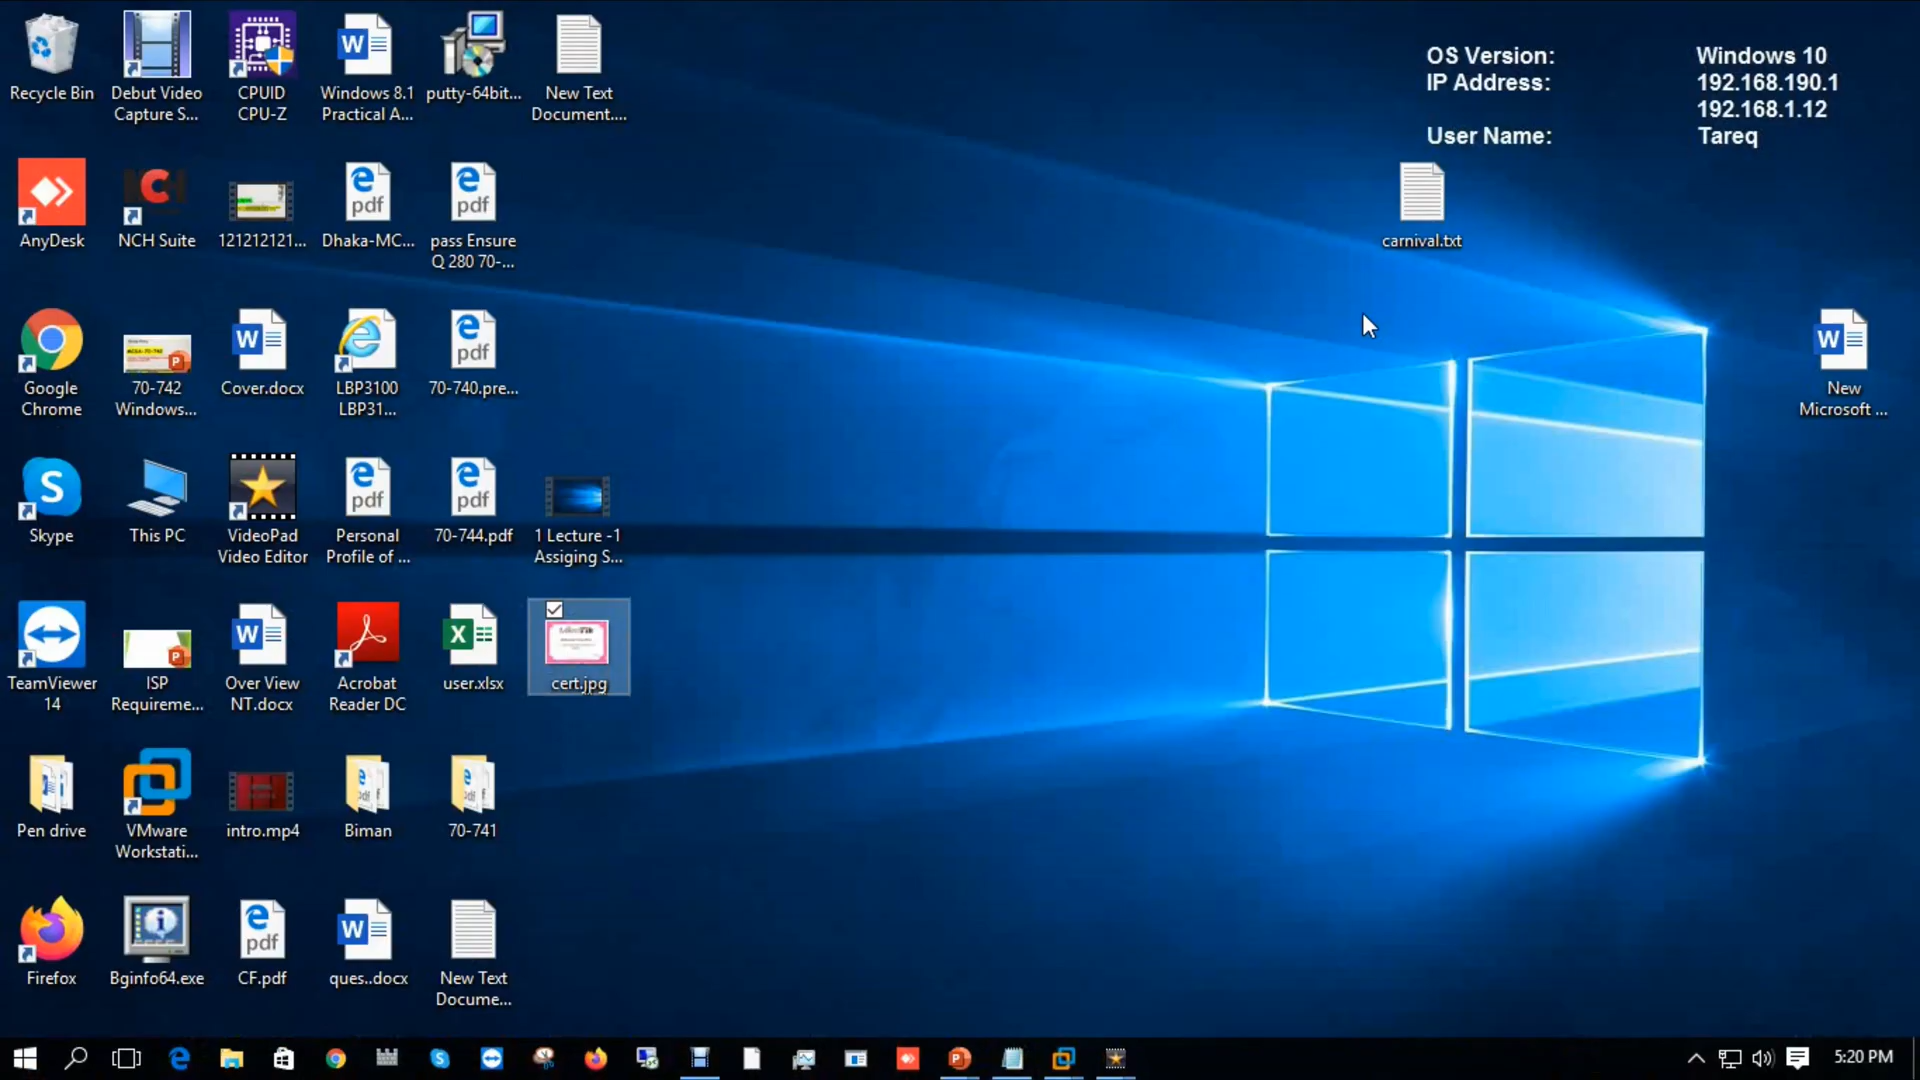 Recycle Bin
Debut Video
Capture S...
CPUID
CPU-Z
Windows 8.1
Practical A...
putty-64bit...
New Text
Document....
OS Version: Windows 10
IP Address: 192.168.190.1
192.168.1.12
User Name: Tareq
AnyDesk
NCH Suite
121212121...
Dhaka-MC...
pass Ensure
Q 280 70-...
carnival.txt
Google
Chrome
70-742
Windows...
Cover.docx
LBP3100
LBP31...
70-740.pre...
New
Microsoft ...
Skype
This PC
VideoPad
Video Editor
Personal
Profile of ...
70-744.pdf
1 Lecture -1
Assiging S...
TeamViewer
14
ISP
Requireme...
Over View
NT.docx
Acrobat
Reader DC
user.xlsx
cert.jpg
Pen drive
VMware
Workstati...
intro.mp4
Biman
70-741
Firefox
Bginfo64.exe
CF.pdf
ques..docx
New Text
Docume...
5:20 PM